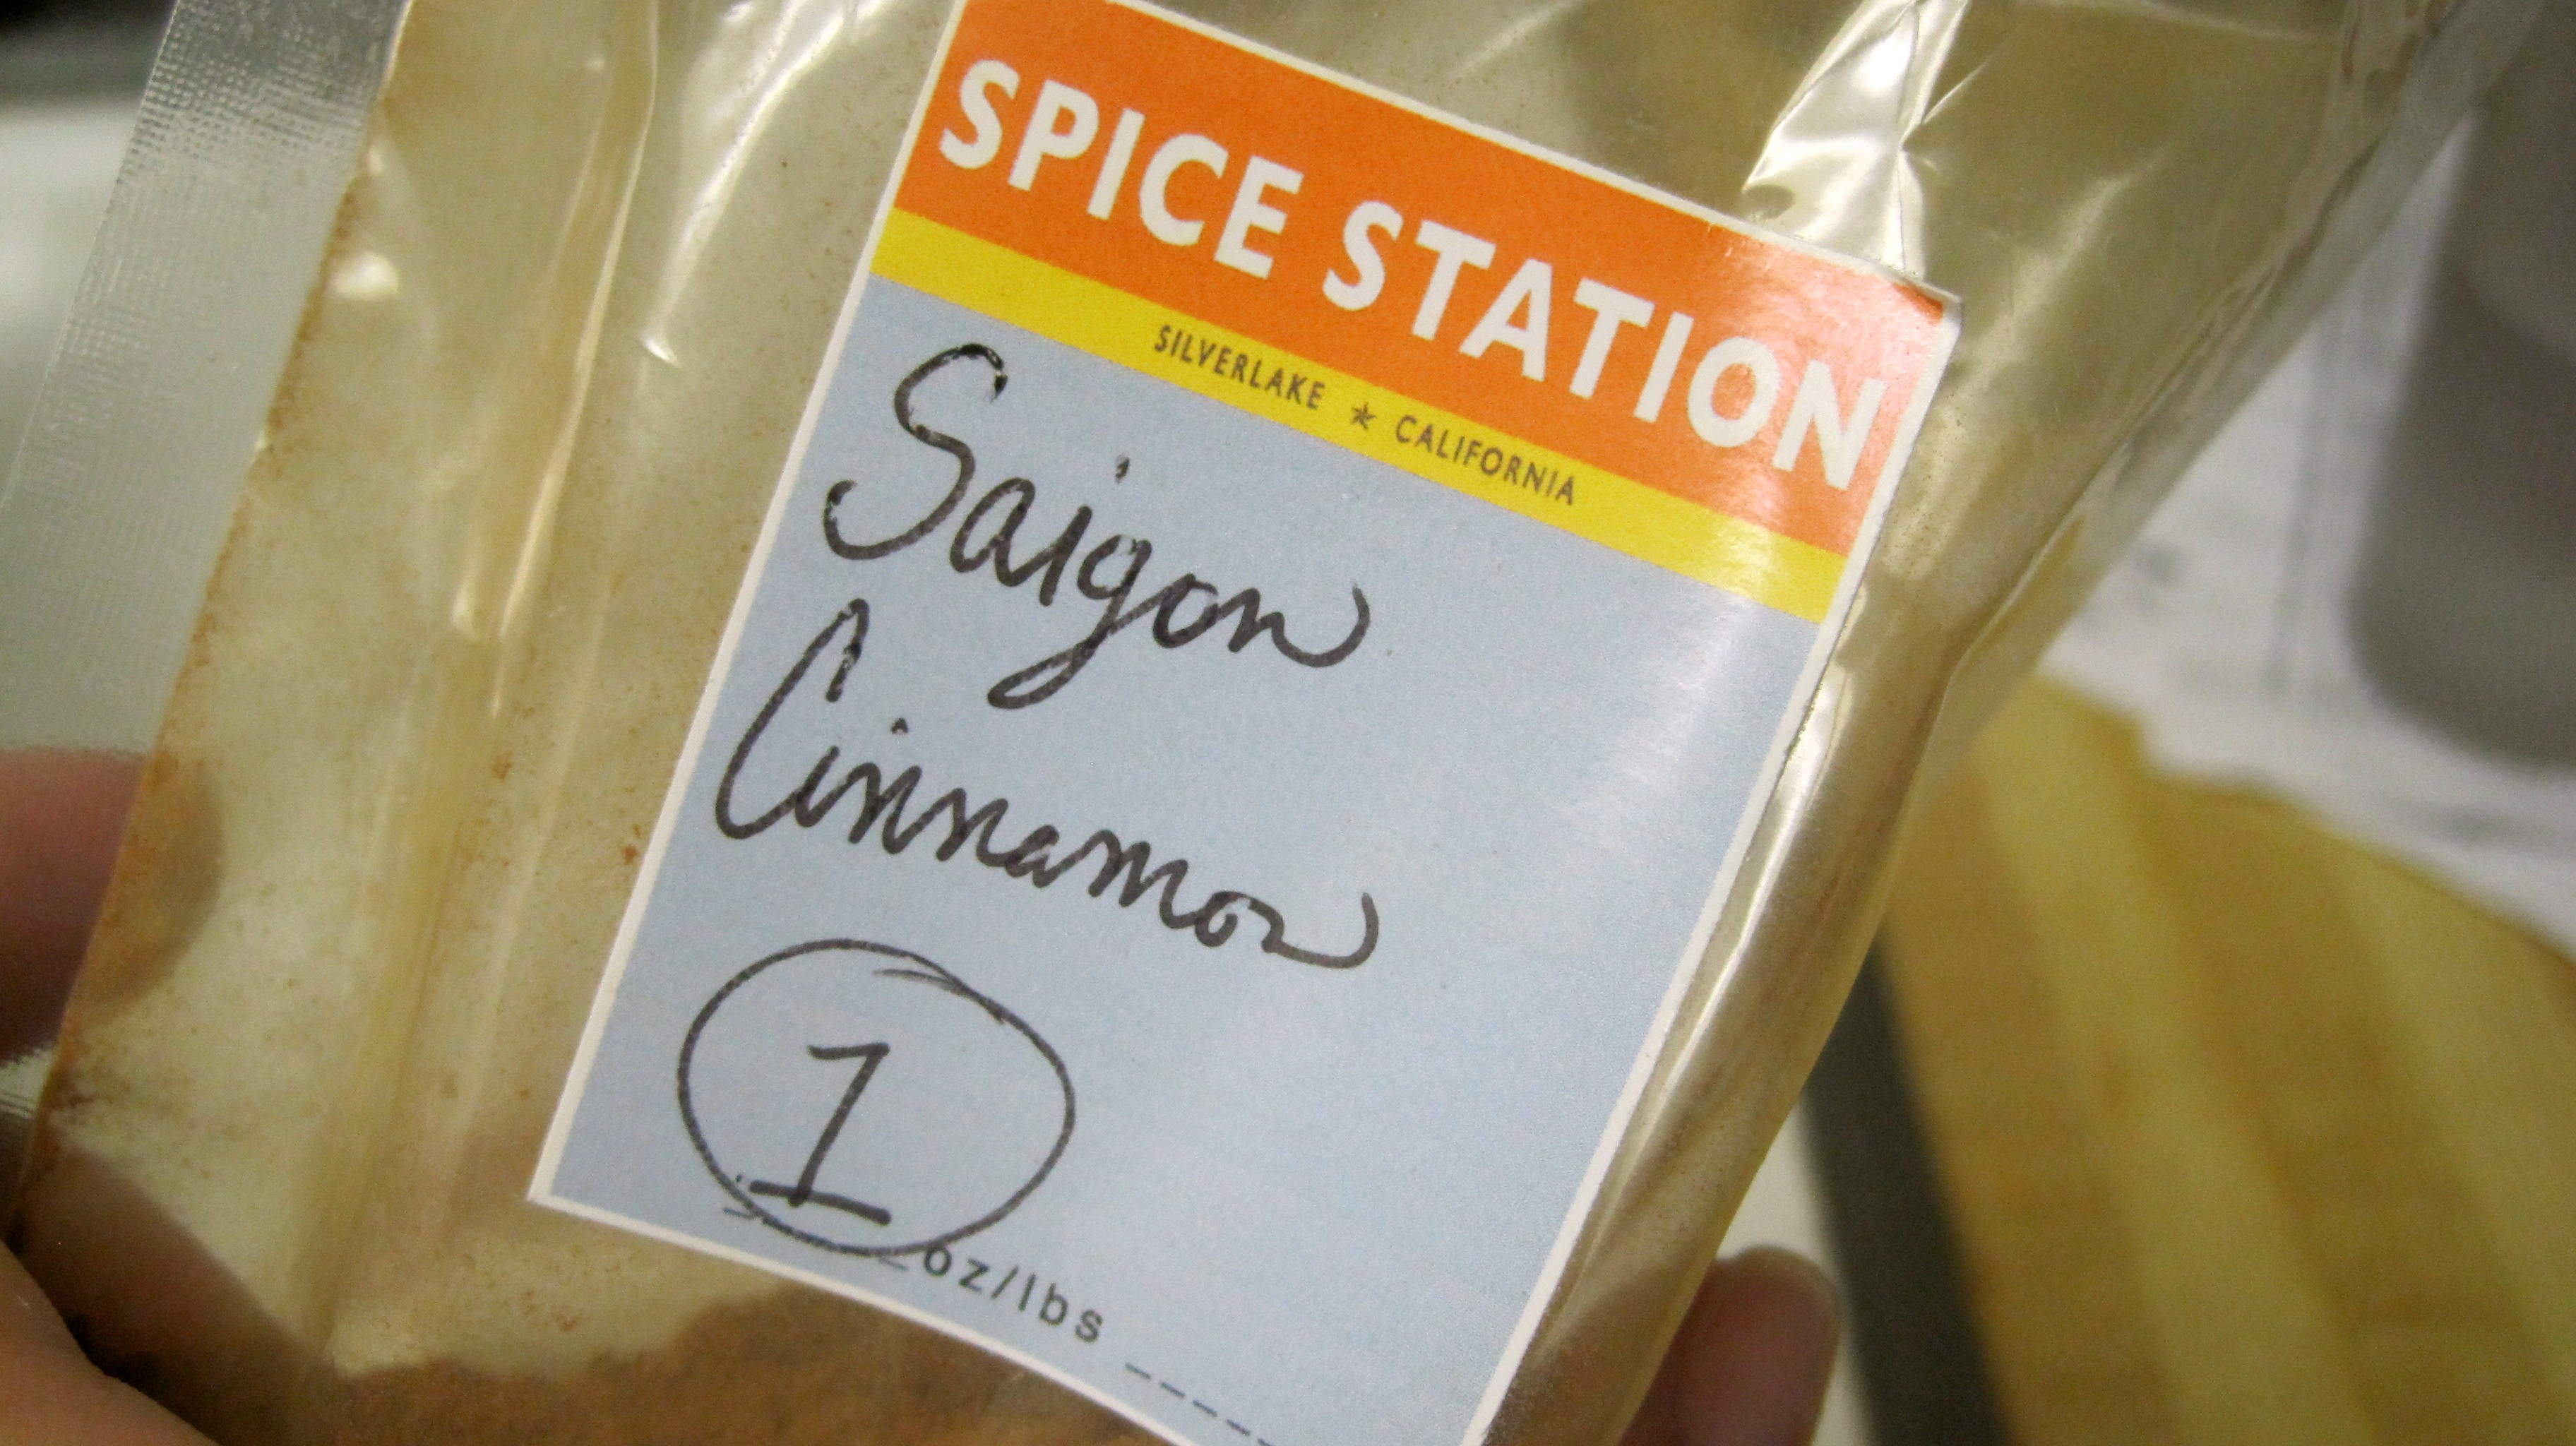 SPICE STATION
SILVERLAKE ★ CALIFORNIA
Saigon
Cinnamon
1
oz/lbs